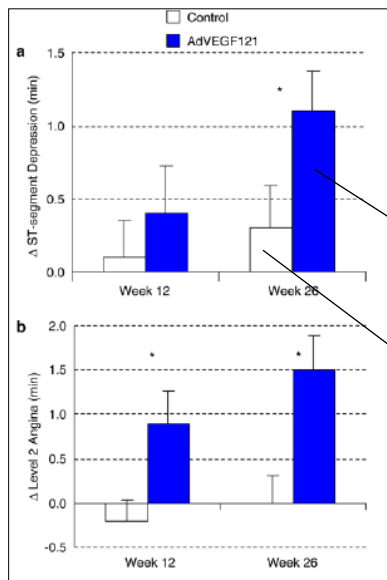 Control
AdVEGF121
a
Δ ST-segment Depression (min)
1.5
*
1.0
0.5
0.0
Week 12 Week 26
b
Δ Level 2 Angina (min)
2.0
* *
1.5
1.0
0.5
0.0
-0.5
Week 12 Week 26